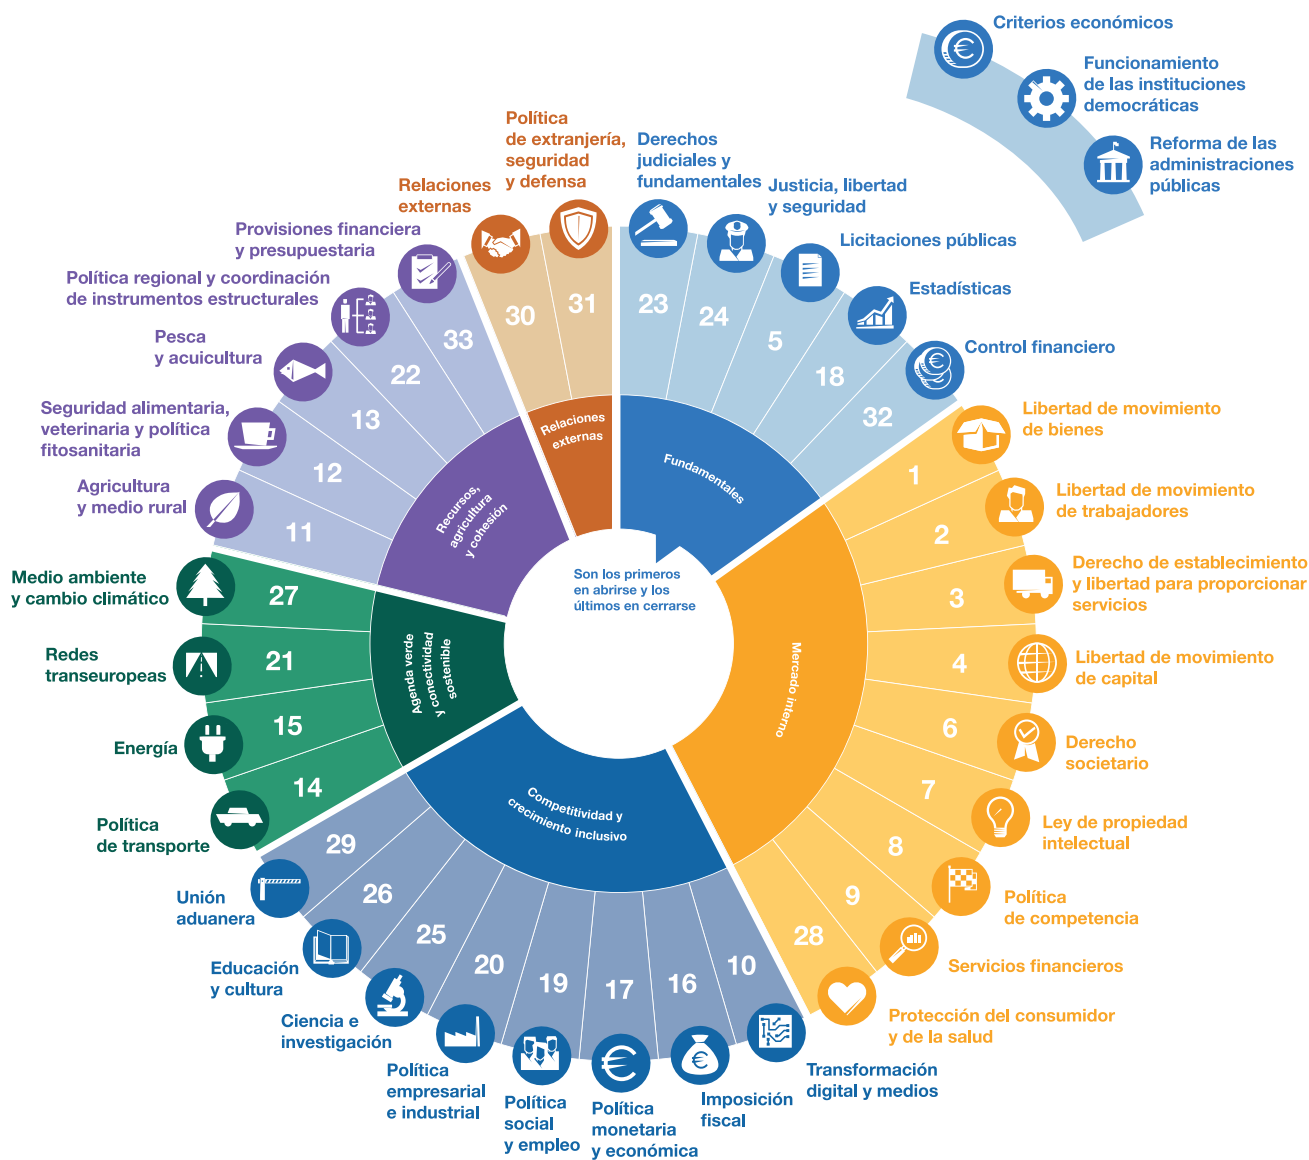 Criterios económicos
Funcionamiento
de las instituciones
democráticas
Reforma de las
administraciones
públicas
Política
de extranjería,
seguridad
y defensa
Derechos
judiciales y
fundamentales
Relaciones
externas
Justicia, libertad
y seguridad
Provisiones financiera
y presupuestaria
Licitaciones públicas
Política regional y coordinación
de instrumentos estructurales
Estadísticas
Pesca
y acuicultura
Control financiero
Seguridad alimentaria,
veterinaria y política
fitosanitaria
Agricultura
y medio rural
30
31
23
24
5
18
32
33
22
13
12
11
Relaciones
externas
Fundamentales
Recursos,
agricultura
y cohesión
Son los primeros
en abrirse y los
últimos en cerrarse
Libertad de movimiento
de bienes
Libertad de movimiento
de trabajadores
Derecho de establecimiento
y libertad para proporcionar
servicios
Libertad de movimiento
de capital
Derecho
societario
Ley de propiedad
intelectual
Política
de competencia
Servicios financieros
Protección del consumidor
y de la salud
1
2
3
4
6
7
8
9
28
Mercado interno
Medio ambiente
y cambio climático
Redes
transeuropeas
Energía
Política
de transporte
27
21
15
14
Agenda verde
y conectividad
sostenible
Competitividad y
crecimiento inclusivo
29
26
25
20
19
17
16
10
Unión
aduanera
Educación
y cultura
Ciencia e
investigación
Política
empresarial
e industrial
Política
social
y empleo
Política
monetaria
y económica
Imposición
fiscal
Transformación
digital y medios